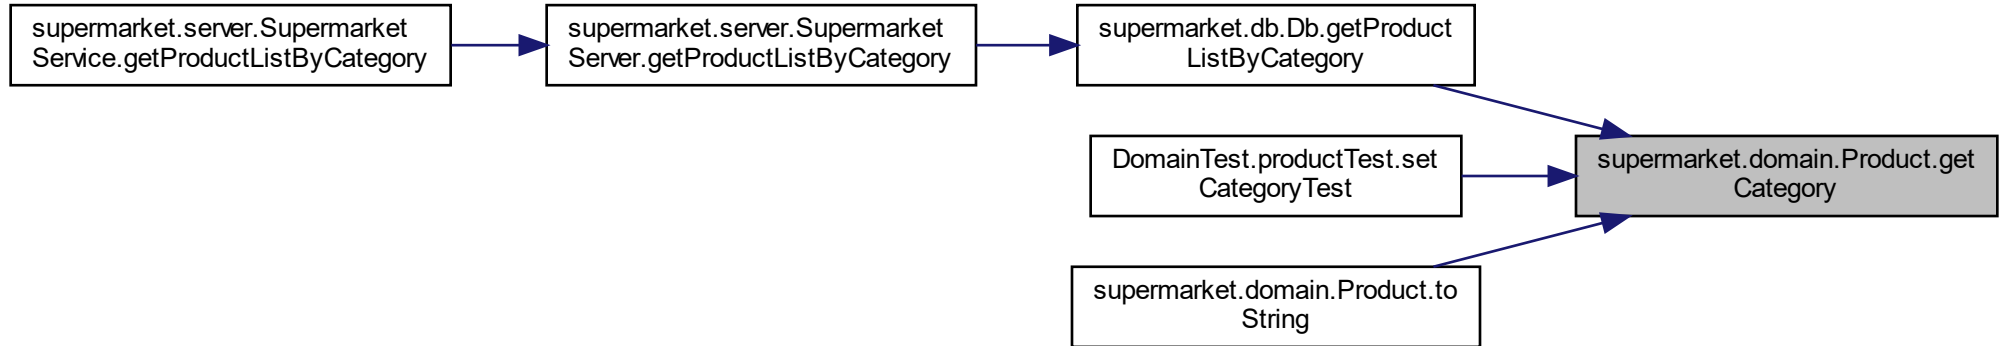 supermarket.server.Supermarket
Service.getProductListByCategory
supermarket.server.Supermarket
Server.getProductListByCategory
supermarket.db.Db.getProduct
ListByCategory
DomainTest.productTest.set
CategoryTest
supermarket.domain.Product.get
Category
supermarket.domain.Product.to
String